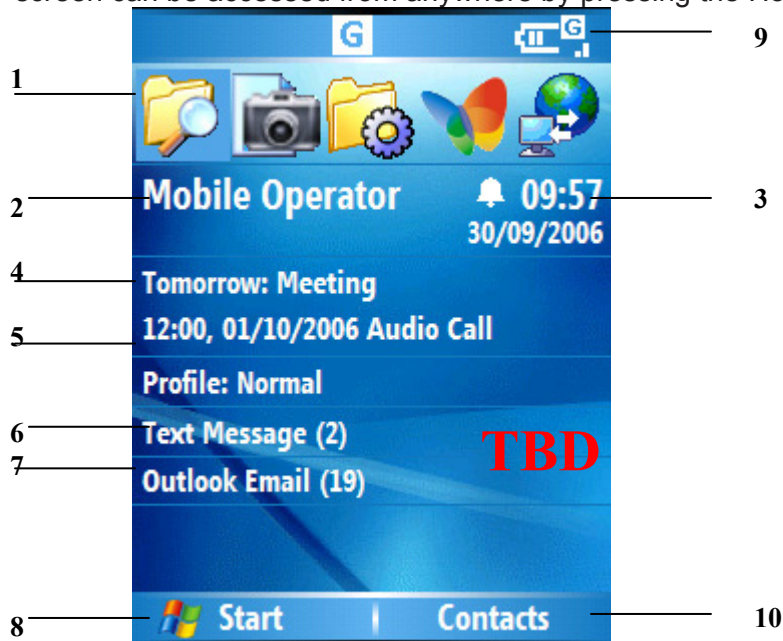 screen can be accessed from anywhere by pressing the
G
G
9
1
Mobile Operator
09:57
2
3
30/09/2006
4
Tomorrow: Meeting
12:00, 01/10/2006 Audio Call
5
Profile: Normal
6
Text Message (2)
TBD
7
Outlook Email (19)
8
Start
Contacts
10